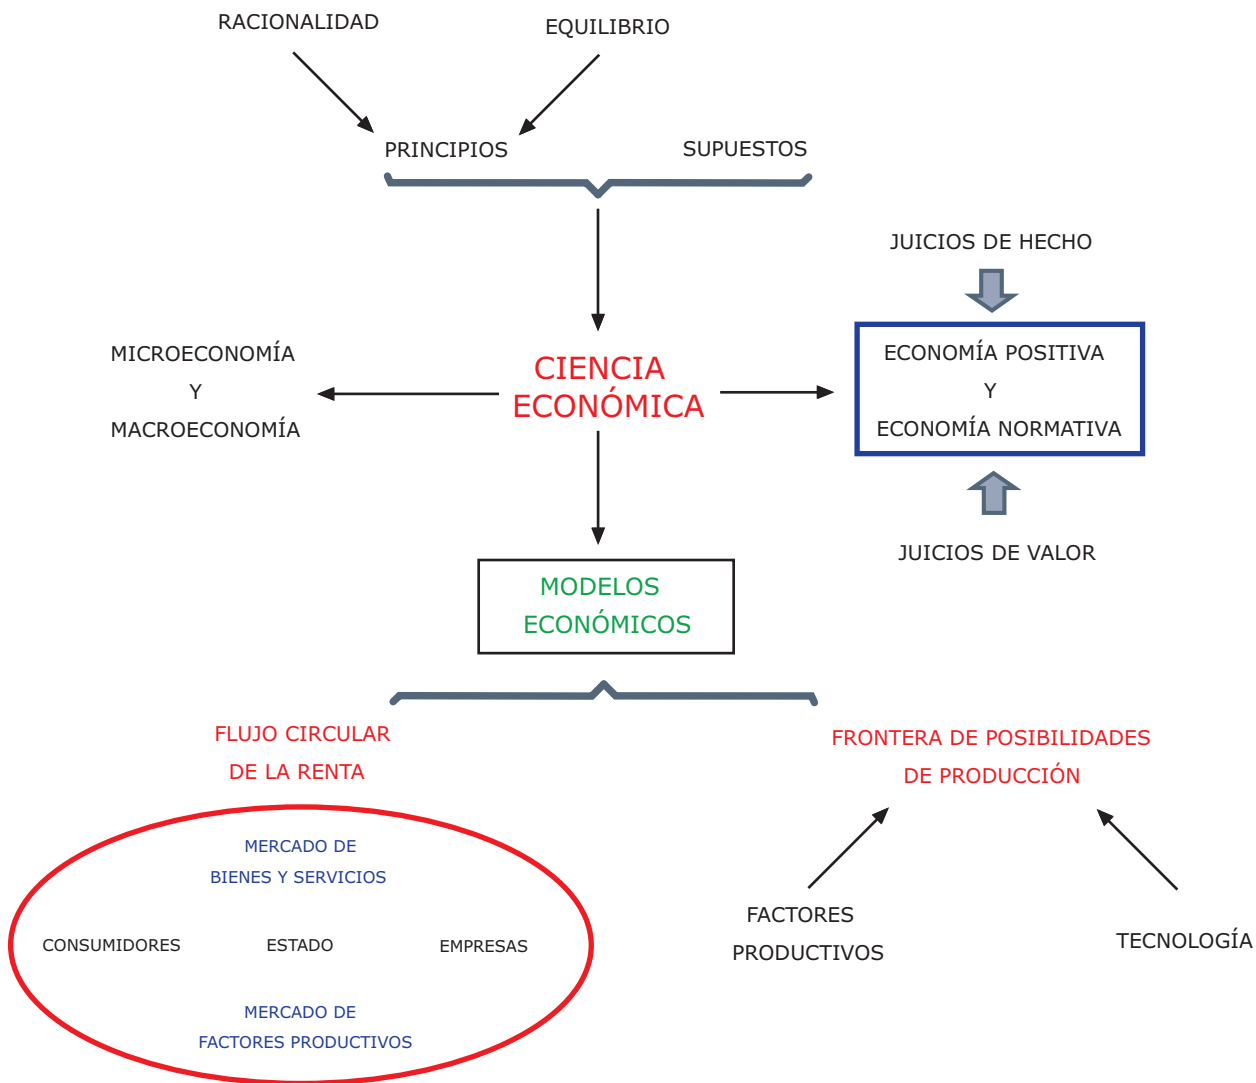 RACIONALIDAD
EQUILIBRIO
PRINCIPIOS
SUPUESTOS
JUICIOS DE HECHO
MICROECONOMÍA
Y
MACROECONOMÍA
CIENCIA
ECONÓMICA
ECONOMÍA POSITIVA
Y
ECONOMÍA NORMATIVA
JUICIOS DE VALOR
MODELOS
ECONÓMICOS
FLUJO CIRCULAR
DE LA RENTA
FRONTERA DE POSIBILIDADES
DE PRODUCCIÓN
MERCADO DE
BIENES Y SERVICIOS
CONSUMIDORES
ESTADO
EMPRESAS
MERCADO DE
FACTORES PRODUCTIVOS
FACTORES
PRODUCTIVOS
TECNOLOGÍA